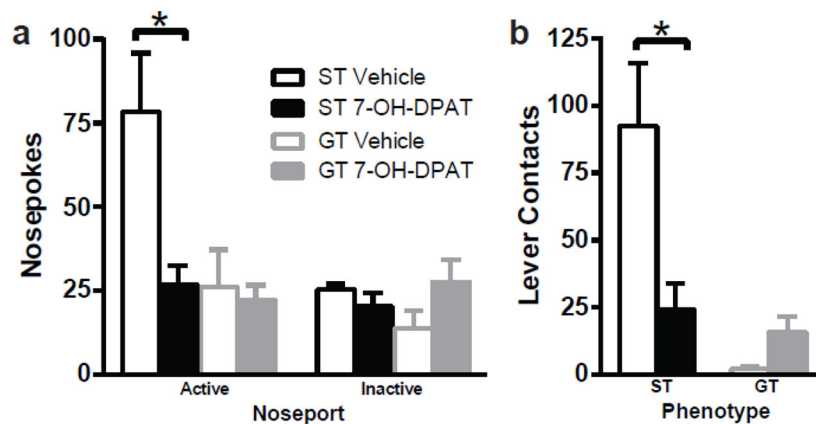 a
*
100
75
50
25
0
Nosepokes
ST Vehicle
ST 7-OH-DPAT
GT Vehicle
GT 7-OH-DPAT
Active
Inactive
Noseport
b
*
125
100
75
50
25
0
Lever Contacts
ST
GT
Phenotype